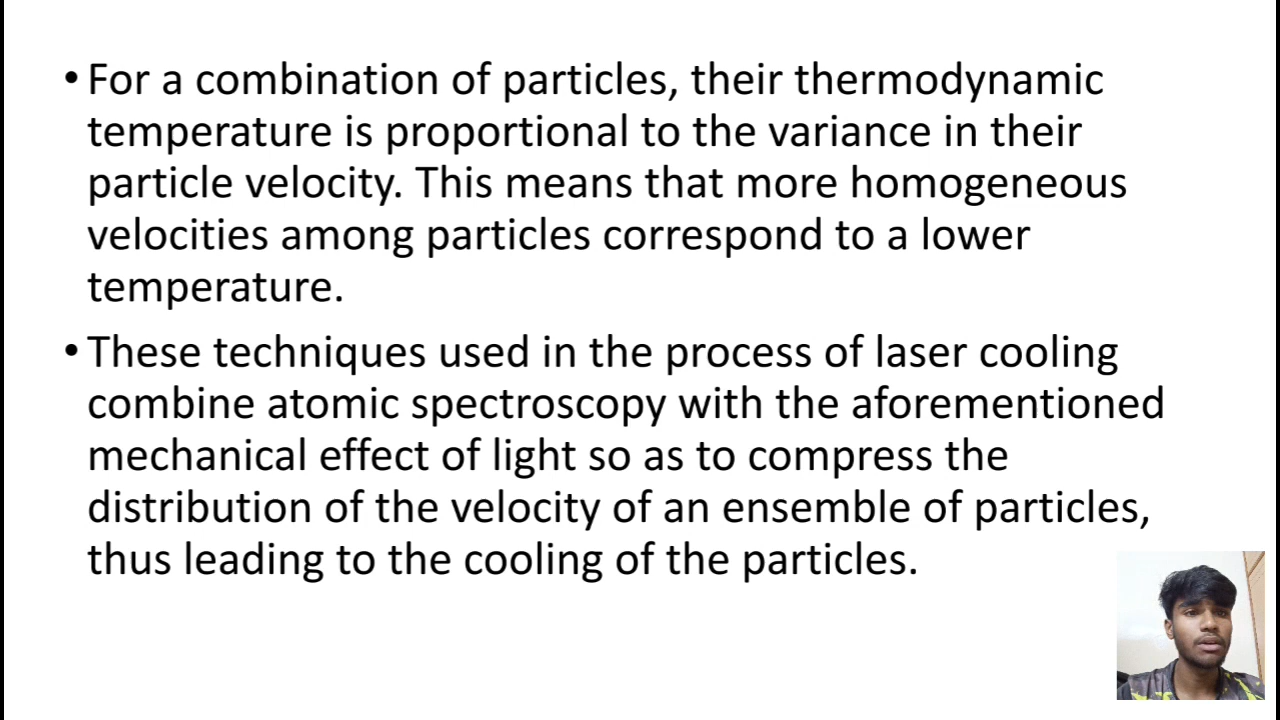 • For a combination of particles, their thermodynamic
temperature is proportional to the variance in their
particle velocity. This means that more homogeneous
velocities among particles correspond to a lower
temperature.
• These techniques used in the process of laser cooling
combine atomic spectroscopy with the aforementioned
mechanical effect of light so as to compress the
distribution of the velocity of an ensemble of particles,
thus leading to the cooling of the particles.